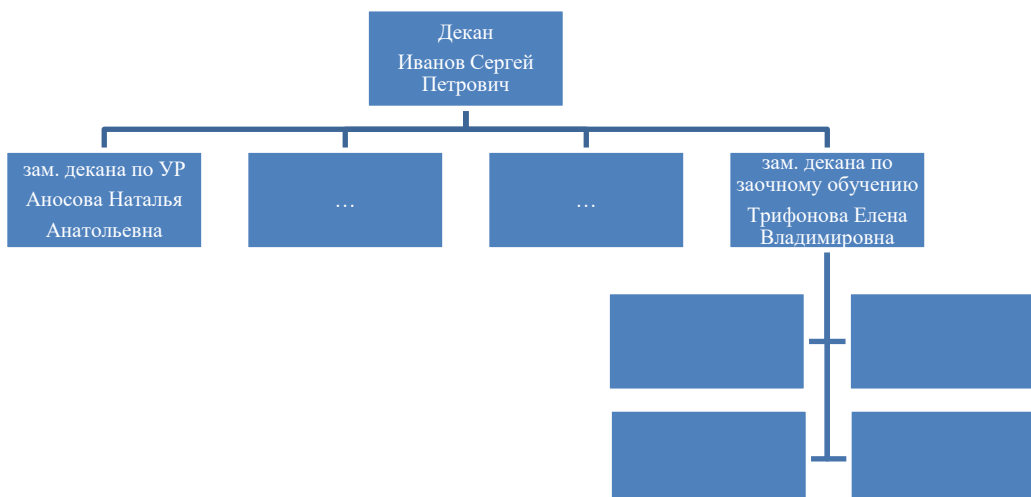 Декан
Иванов Сергей
Петрович
зам. декана по УР
Аносова Наталья
Анатольевна
…
…
зам. декана по
заочному обучению
Трифонова Елена
Владимировна